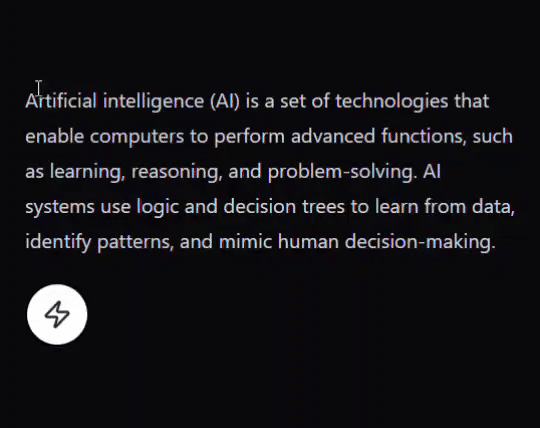 Artificial intelligence (AI) is a set of technologies that
enable computers to perform advanced functions, such
as learning, reasoning, and problem-solving. AI
systems use logic and decision trees to learn from data,
identify patterns, and mimic human decision-making.